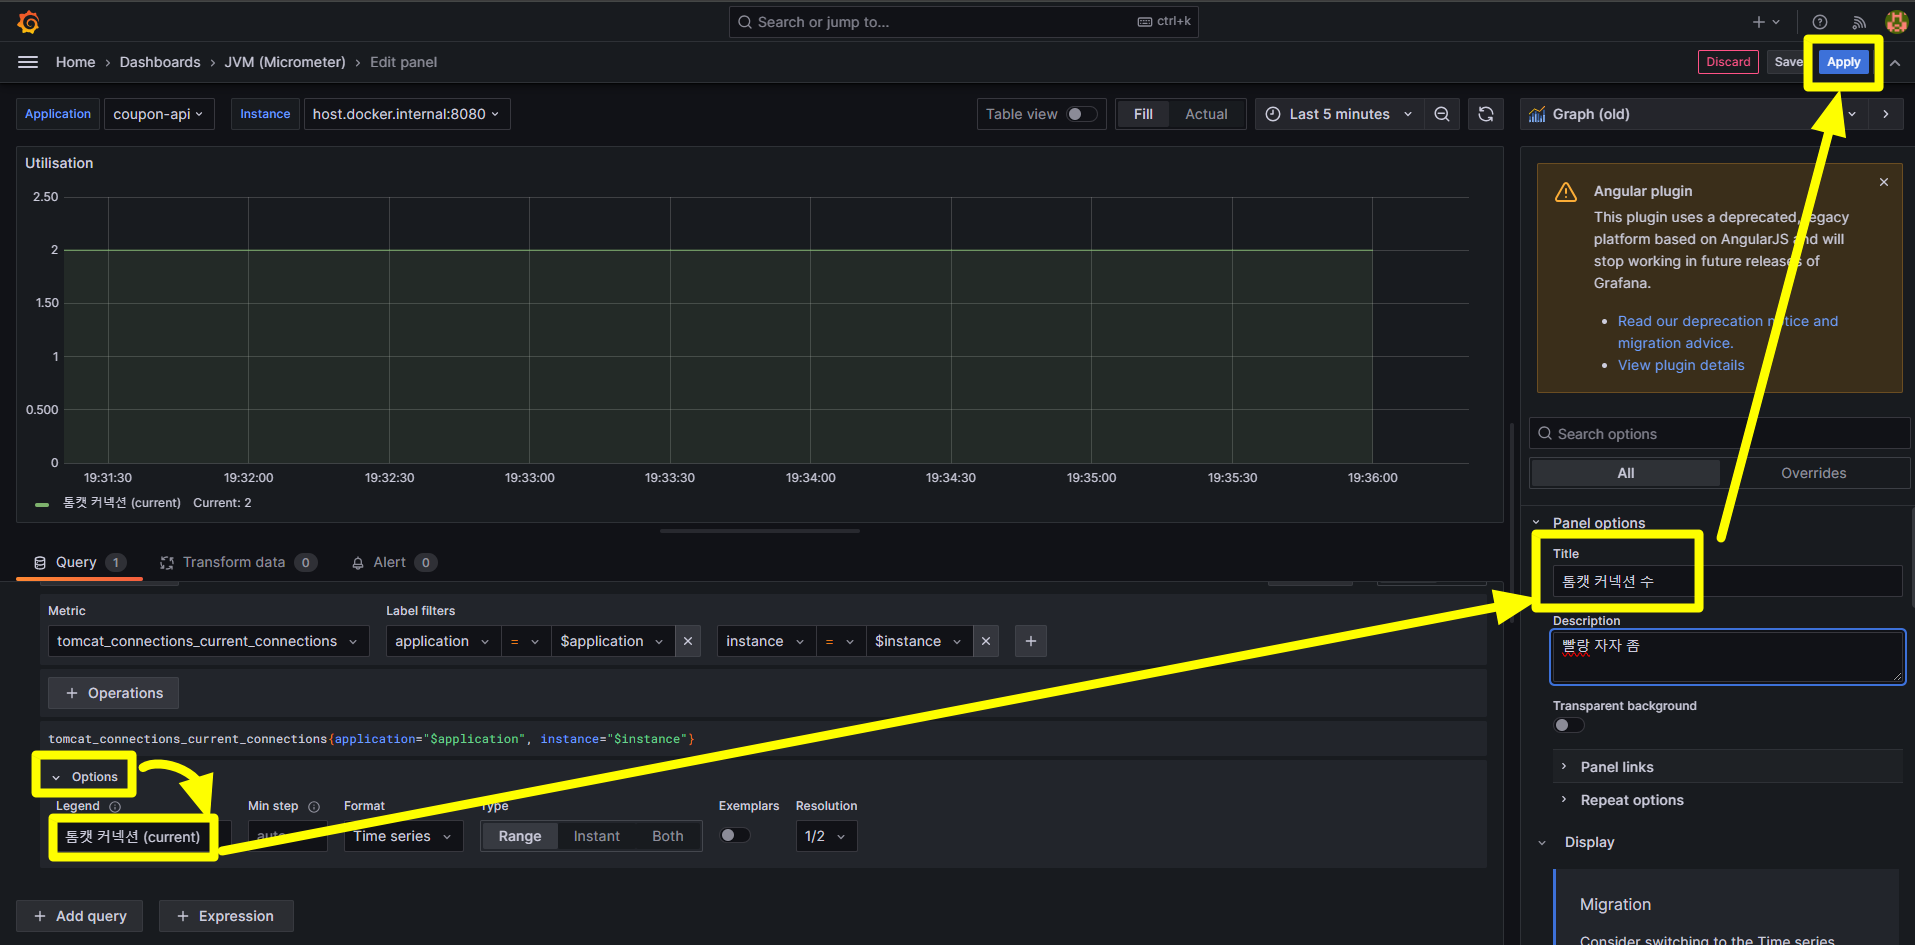 Search or jump to...
ctrl+k
Home › Dashboards › JVM (Micrometer) › Edit panel
Discard
Save
Apply
Application
coupon-api
Instance
host.docker.internal:8080
Table view
Fill
Actual
Last 5 minutes
Graph (old)
Utilisation
2.50
2
1.50
1
0.500
0
19:31:30
19:32:00
19:32:30
19:33:00
19:33:30
19:34:00
19:34:30
19:35:00
19:35:30
19:36:00
톰캣 커넥션 (current) Current: 2
Angular plugin
This plugin uses a deprecated, legacy
platform based on AngularJS and will
stop working in future releases of
Grafana.
Read our deprecation notice and
migration advice.
View plugin details
Search options
All
Overrides
Panel options
Title
톰캣 커넥션 수
Description
빨랑 자자 좀
Transparent background
Panel links
Repeat options
Display
Migration
Consider switching to the Time series
Query 1
Transform data 0
Alert 0
Metric
Label filters
tomcat_connections_current_connections
application
=
$application
instance
=
$instance
+ Operations
tomcat_connections_current_connections{application="$application", instance="$instance"}
Options
Legend
Min step
Format
Type
Exemplars
Resolution
톰캣 커넥션 (current)
auto
Time series
Range
Instant
Both
1/2
+ Add query
+ Expression